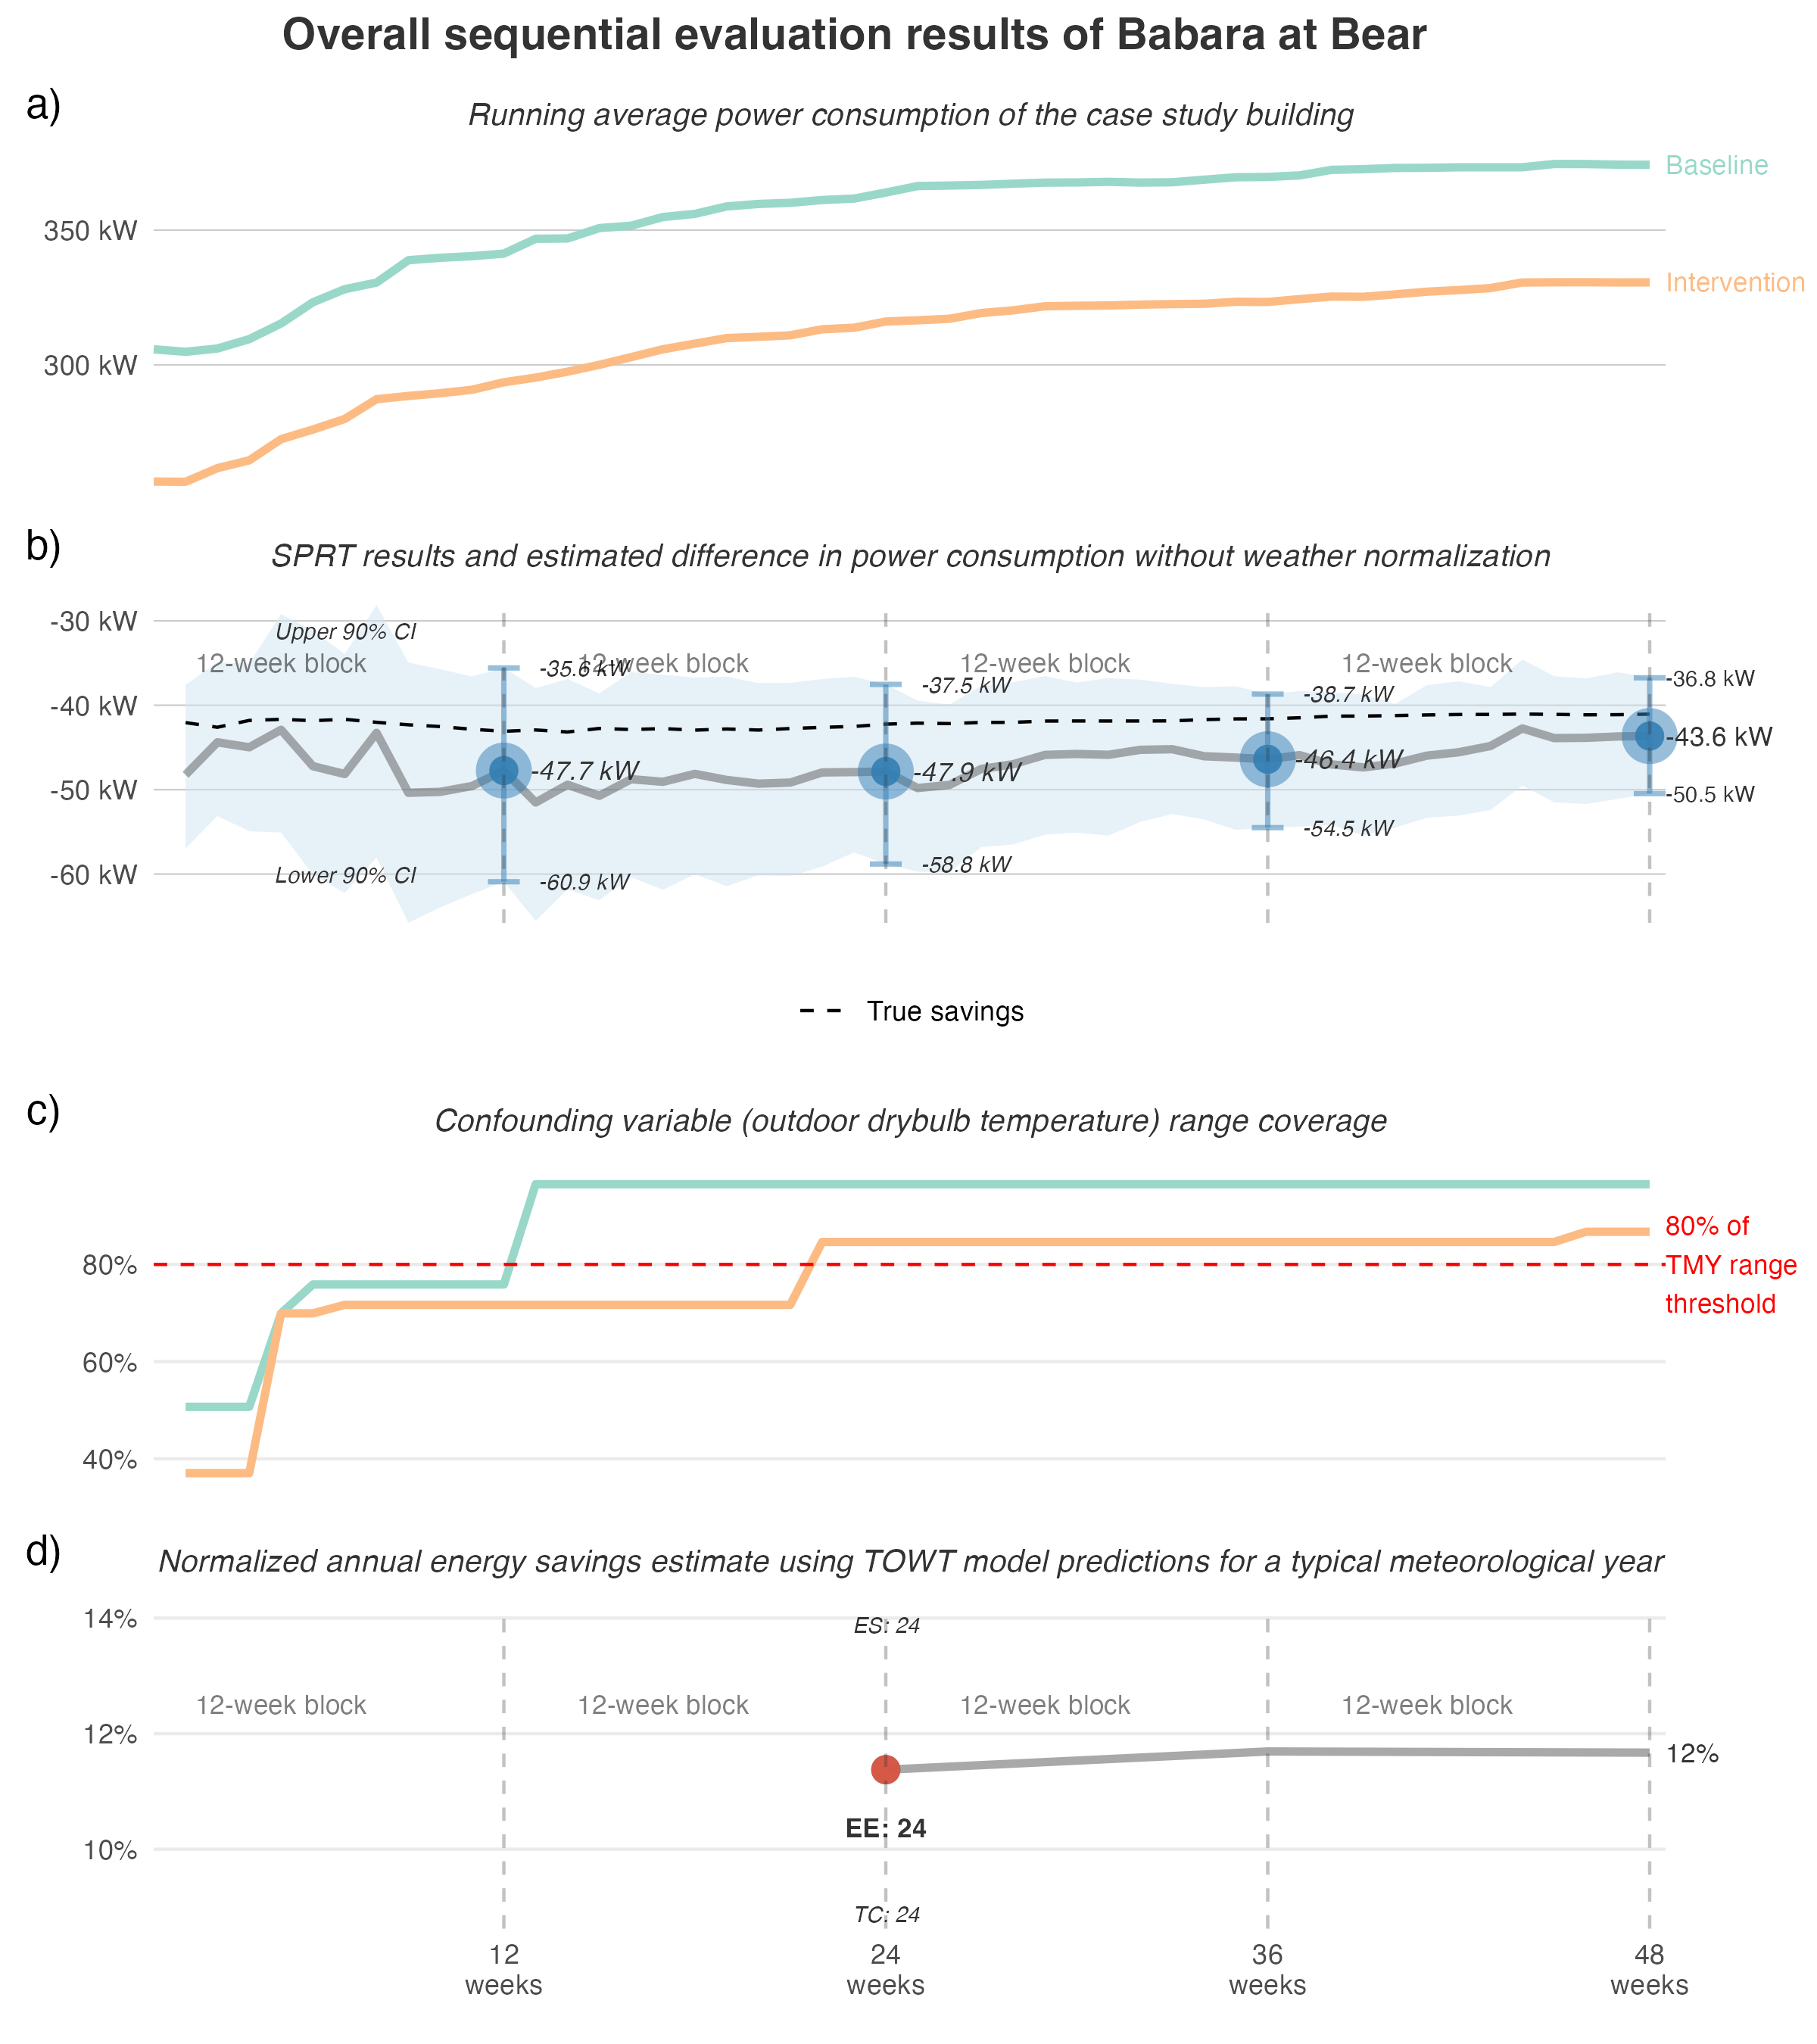 Overall sequential evaluation results of Babara at Bear
a)
Running average power consumption of the case study building
Baseline
350 kW
Intervention
300 kW
b)
SPRT results and estimated difference in power consumption without weather normalization
-30 kW
Upper 90% CI
12-week block
12-week block
12-week block
12-week block
-35.6 kW
-37.5 kW
-38.7 kW
-36.8 kW
-40 kW
-47.7 kW
-47.9 kW
-46.4 kW
-43.6 kW
-50 kW
-50.5 kW
-54.5 kW
-58.8 kW
-60 kW
Lower 90% CI
-60.9 kW
True savings
c)
Confounding variable (outdoor drybulb temperature) range coverage
80% of
TMY range
threshold
80%
60%
40%
d)
Normalized annual energy savings estimate using TOWT model predictions for a typical meteorological year
14%
ES: 24
12-week block
12-week block
12-week block
12-week block
12%
12%
EE: 24
10%
TC: 24
12
weeks
24
weeks
36
weeks
48
weeks